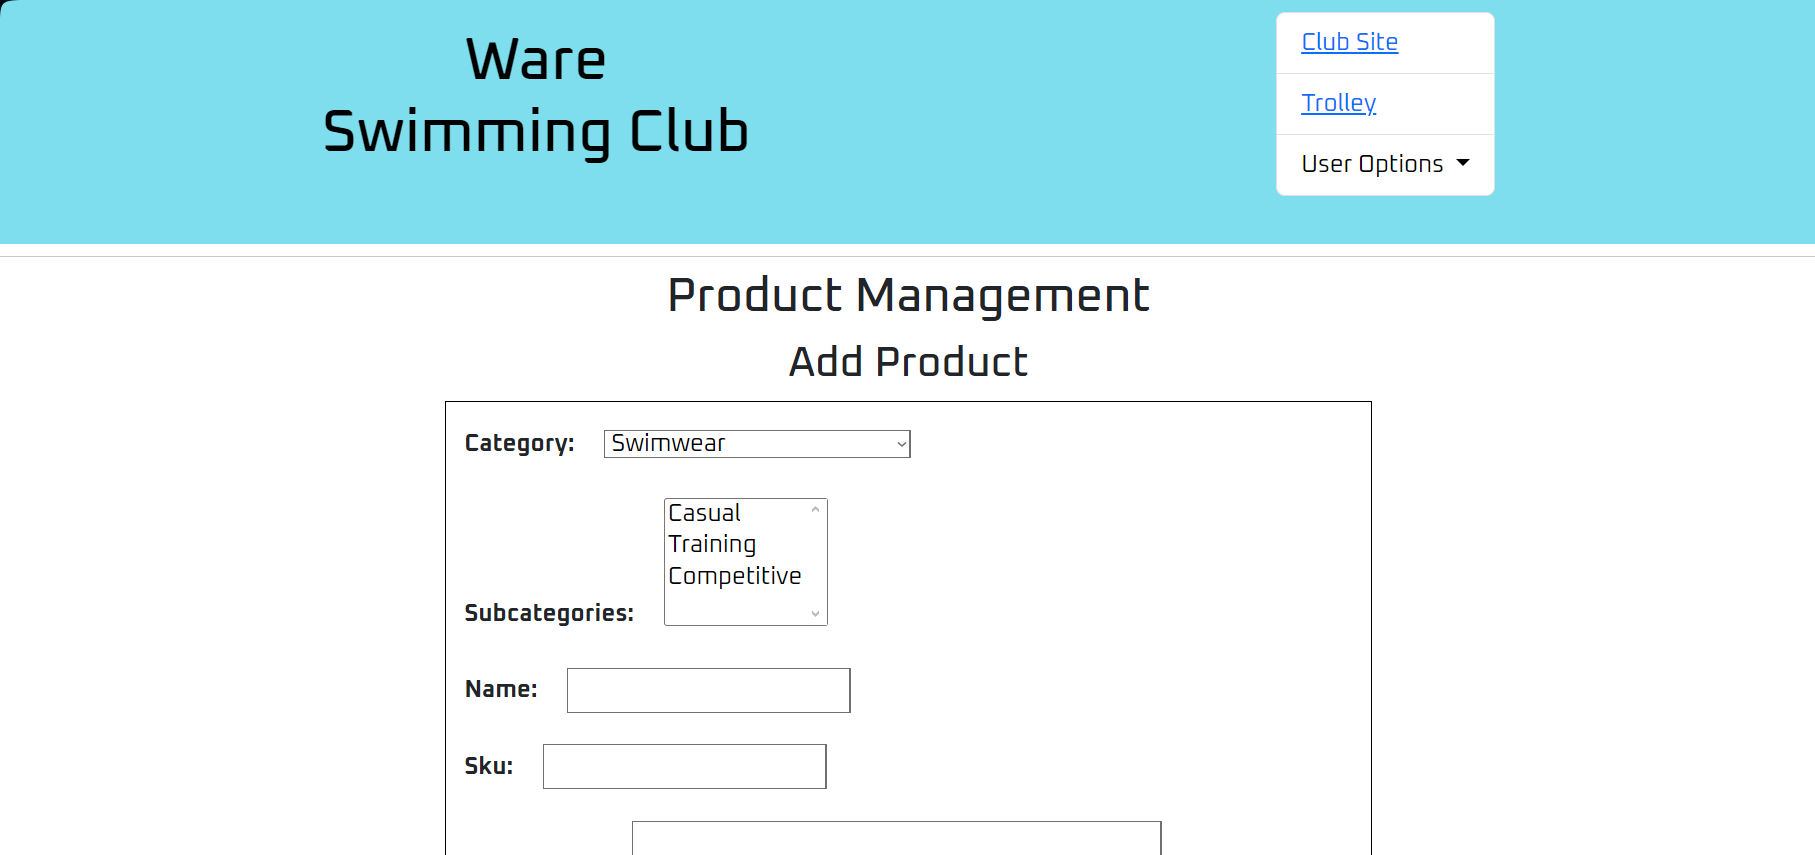 Ware
Swimming Club
Club Site
Trolley
User Options
Product Management
Add Product
Category: Swimwear
Casual
Training
Competitive
Subcategories:
Name:
Sku: